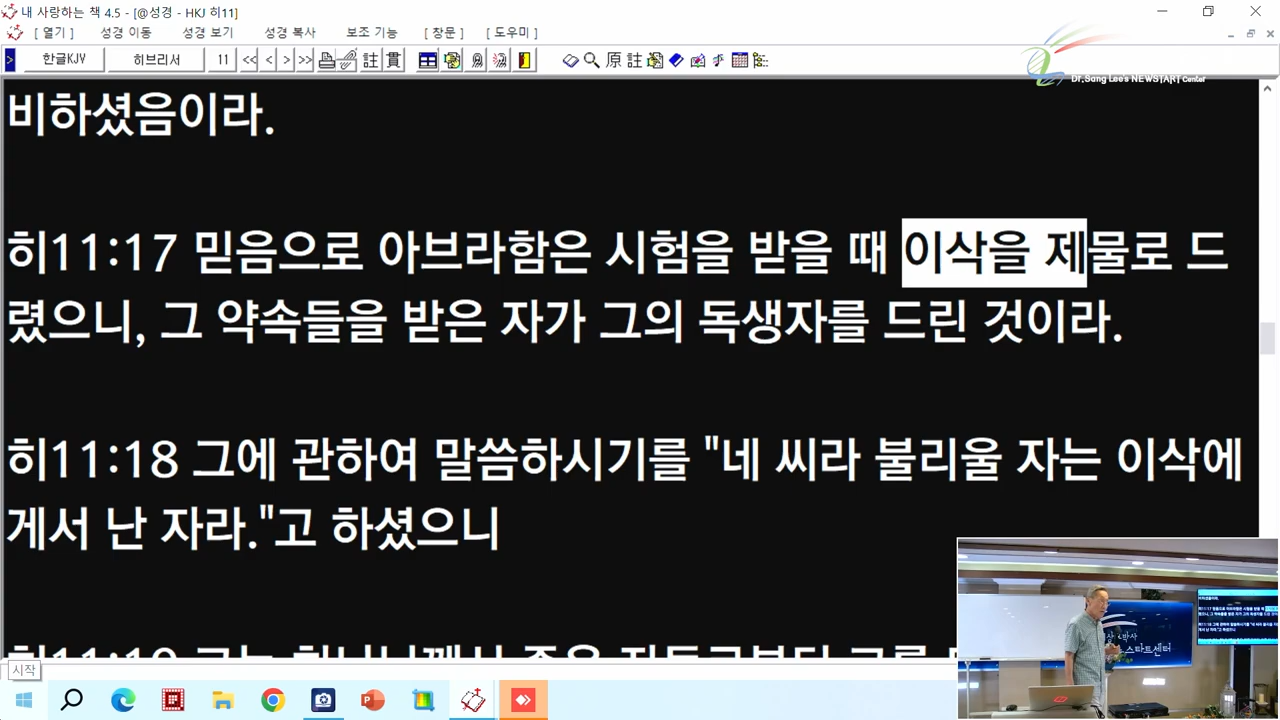 내 사랑하는 책 4.5 - [@성경 - HKJ 히11]
[ 열기 ] 성경 이동 성경 보기 성경 복사 보조 기능 [ 창문 ] [ 도우미 ]
한글KJV 히브리서 11 << < > >> 註 貫 原 註
Dr.Sang Lee's NEWSTART Center
비하셨음이라.
히11:17 믿음으로 아브라함은 시험을 받을 때 이삭을 제물로 드
렸으니, 그 약속들을 받은 자가 그의 독생자를 드린 것이라.
히11:18 그에 관하여 말씀하시기를 "네 씨라 불리울 자는 이삭에
게서 난 자라."고 하셨으니
시작